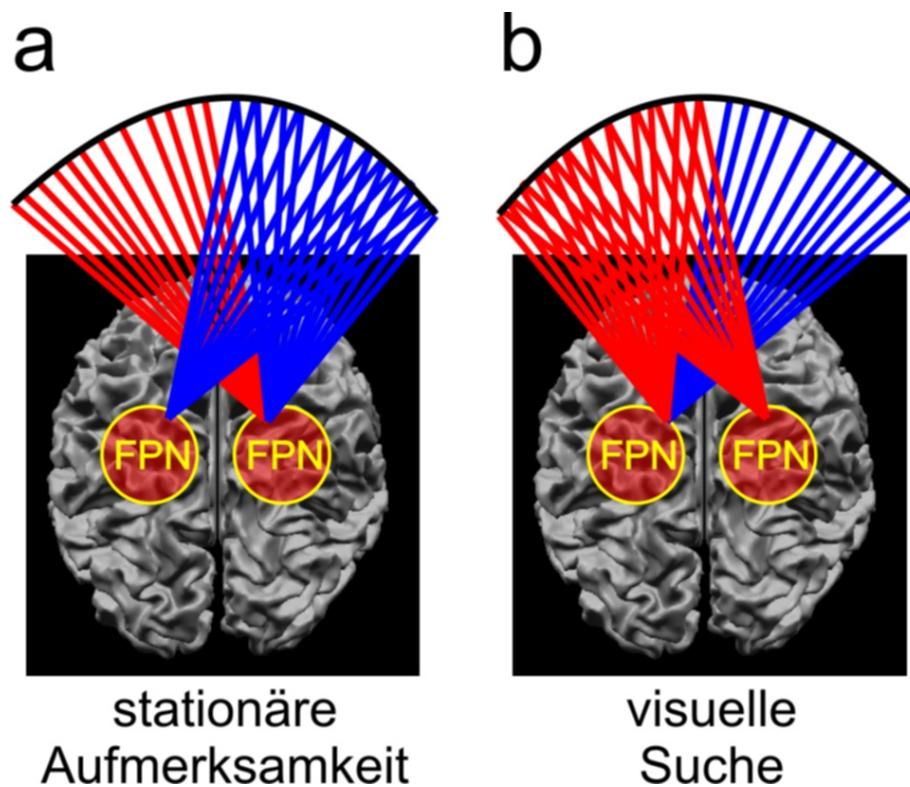 a
b
FPN FPN
FPN FPN
stationäre
Aufmerksamkeit
visuelle
Suche